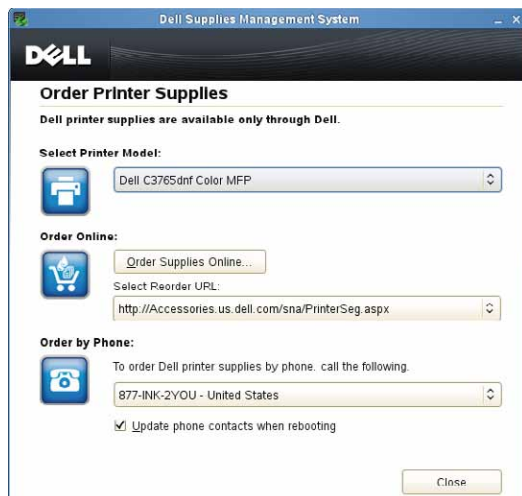 Dell Supplies Management System
DELL
Order Printer Supplies
Dell printer supplies are available only through Dell.
Select Printer Model:
Dell C3765dnf Color MFP
Order Online:
Order Supplies Online...
Select Reorder URL:
http://Accessories.us.dell.com/sna/PrinterSeg.aspx
Order by Phone:
To order Dell printer supplies by phone. call the following.
877-INK-2YOU - United States
Update phone contacts when rebooting
Close